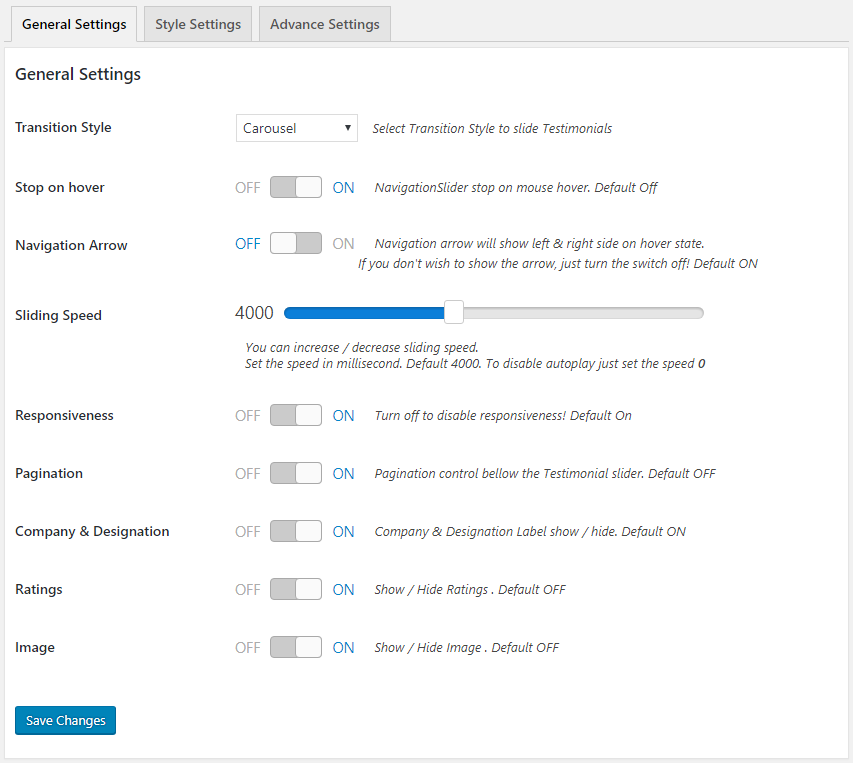 General Settings
Style Settings
Advance Settings
General Settings
Transition Style
Carousel
Select Transition Style to slide Testimonials
Stop on hover
OFF ON
NavigationSlider stop on mouse hover. Default Off
Navigation Arrow
OFF ON
Navigation arrow will show left & right side on hover state.
If you don't wish to show the arrow, just turn the switch off! Default ON
Sliding Speed
4000
You can increase / decrease sliding speed.
Set the speed in millisecond. Default 4000. To disable autoplay just set the speed 0
Responsiveness
OFF ON
Turn off to disable responsiveness! Default On
Pagination
OFF ON
Pagination control bellow the Testimonial slider. Default OFF
Company & Designation
OFF ON
Company & Designation Label show / hide. Default ON
Ratings
OFF ON
Show / Hide Ratings . Default OFF
Image
OFF ON
Show / Hide Image . Default OFF
Save Changes